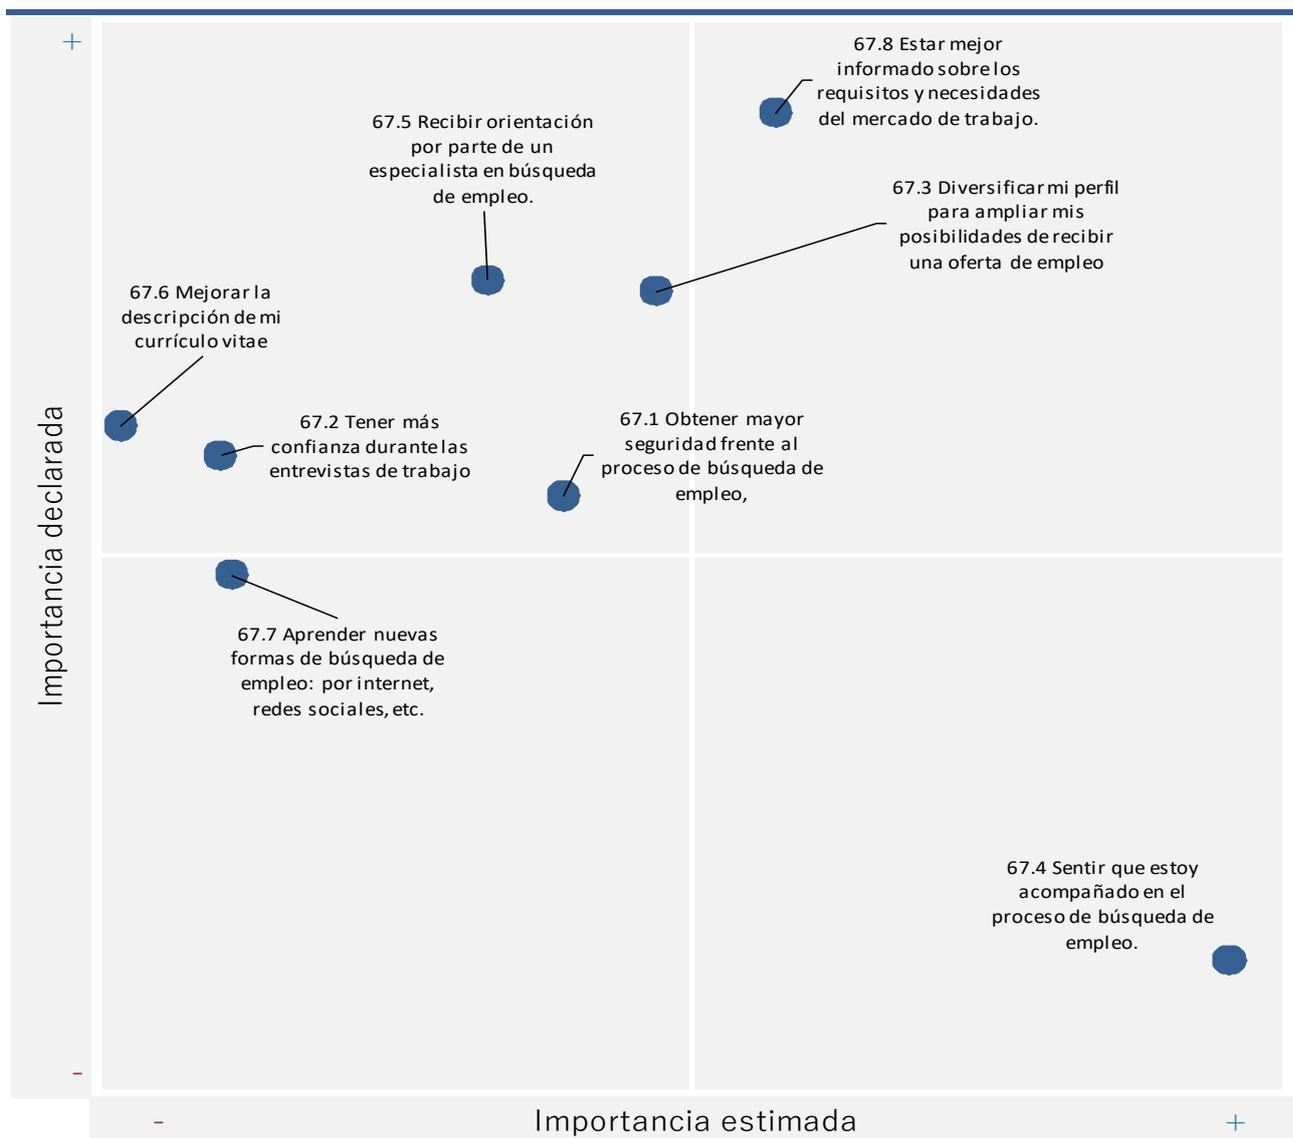 +
67.8 Estar mejor
informado sobre los
requisitos y necesidades
del mercado de trabajo.
67.5 Recibir orientación
por parte de un
especialista en búsqueda
de empleo.
67.3 Diversificar mi perfil
para ampliar mis
posibilidades de recibir
una oferta de empleo
67.6 Mejorar la
descripción de mi
currículo vitae
67.2 Tener más
confianza durante las
entrevistas de trabajo
67.1 Obtener mayor
seguridad frente al
proceso de búsqueda de
empleo,
Importancia declarada
67.7 Aprender nuevas
formas de búsqueda de
empleo: por internet,
redes sociales, etc.
67.4 Sentir que estoy
acompañado en el
proceso de búsqueda de
empleo.
-
- Importancia estimada +